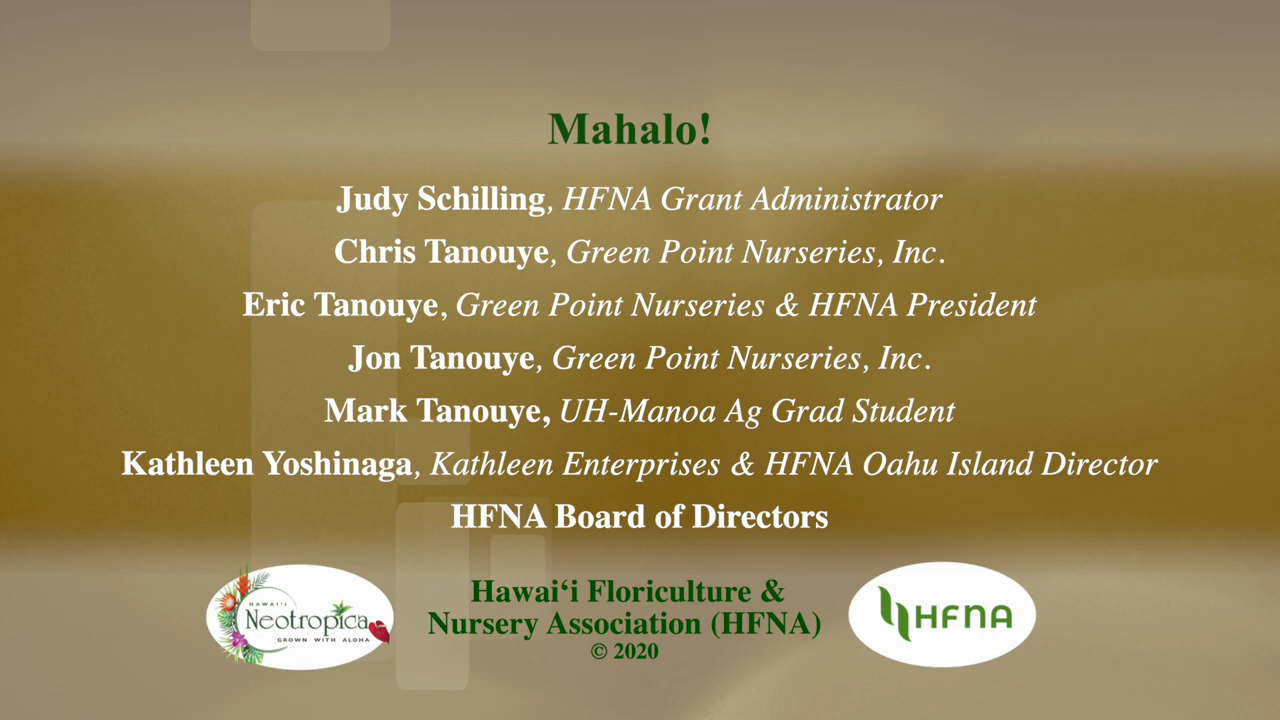 Mahalo!
Judy Schilling, HFNA Grant Administrator
Chris Tanouye, Green Point Nurseries, Inc.
Eric Tanouye, Green Point Nurseries & HFNA President
Jon Tanouye, Green Point Nurseries, Inc.
Mark Tanouye, UH-Manoa Ag Grad Student
Kathleen Yoshinaga, Kathleen Enterprises & HFNA Oahu Island Director
HFNA Board of Directors
HAWAI‘I
Neotropica
GROWN WITH ALOHA
Hawai‘i Floriculture &
Nursery Association (HFNA)
© 2020
HFNA